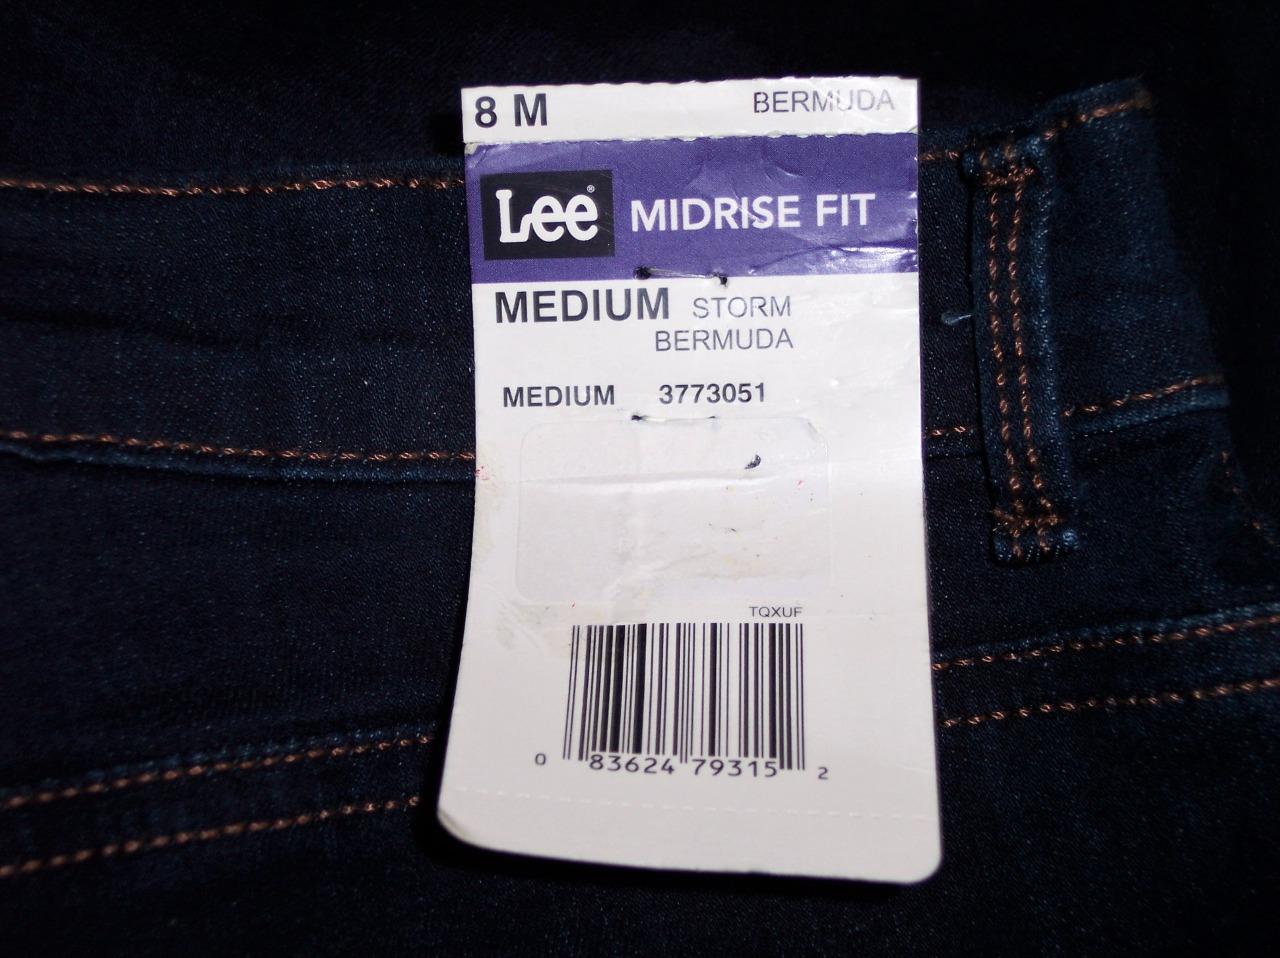 8 M BERMUDA
Lee® MIDRISE FIT
MEDIUM STORM
BERMUDA
MEDIUM 3773051
TQXUF
0 83624 79315 2